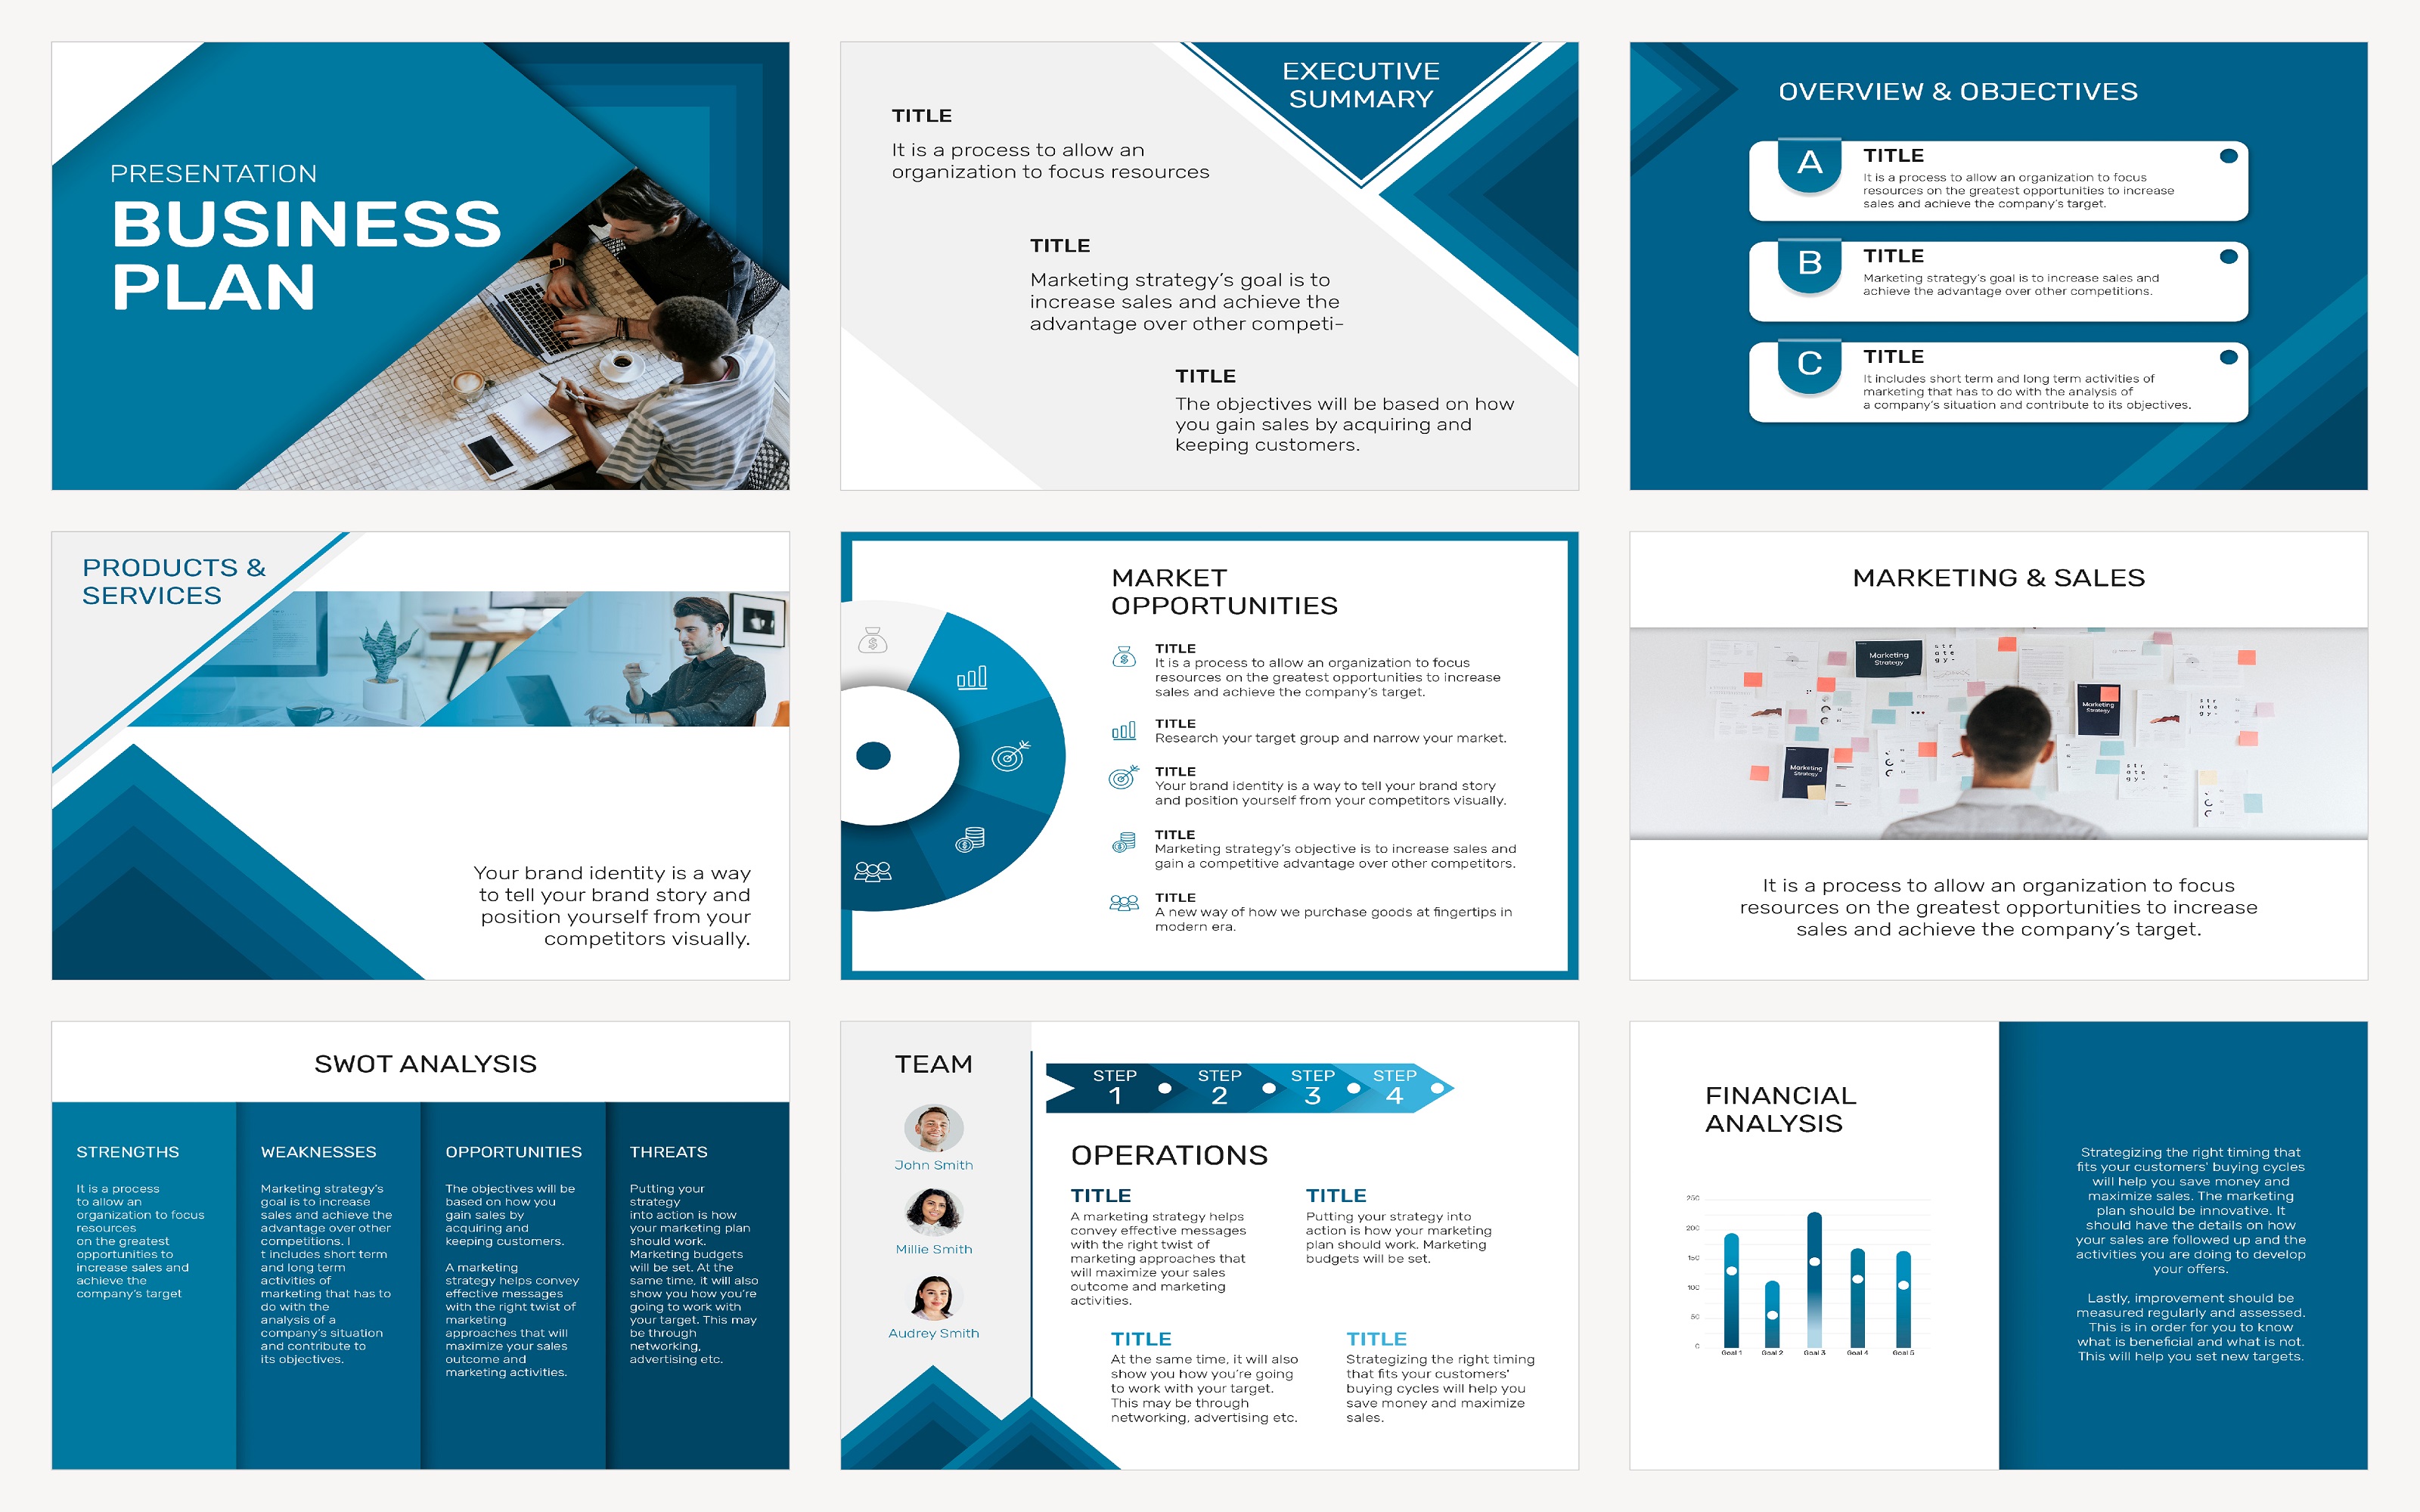 PRESENTATION
BUSINESS
PLAN
EXECUTIVE
SUMMARY
TITLE
It is a process to allow an
organization to focus resources
TITLE
Marketing strategy's goal is to
increase sales and achieve the
advantage over other competi-
TITLE
The objectives will be based on how
you gain sales by acquiring and
keeping customers.
OVERVIEW & OBJECTIVES
A
TITLE
It is a process to allow an organization to focus
resources on the greatest opportunities to increase
sales and achieve the company's target.
B
TITLE
Marketing strategy's goal is to increase sales and
achieve the advantage over other competitions.
C
TITLE
It includes short term and long term activities of
marketing that has to do with the analysis of
a company's situation and contribute to its objectives.
PRODUCTS &
SERVICES
Your brand identity is a way
to tell your brand story and
position yourself from your
competitors visually.
MARKET
OPPORTUNITIES
TITLE
It is a process to allow an organization to focus
resources on the greatest opportunities to increase
sales and achieve the company's target.
TITLE
Research your target group and narrow your market.
TITLE
Your brand identity is a way to tell your brand story
and position yourself from your competitors visually.
TITLE
Marketing strategy's objective is to increase sales and
gain a competitive advantage over other competitors.
TITLE
A new way of how we purchase goods at fingertips in
modern era.
MARKETING & SALES
Marketing
Strategy
str
ate
gy-
Marketing
Strategy
Marketing
Strategy
It is a process to allow an organization to focus
resources on the greatest opportunities to increase
sales and achieve the company's target.
SWOT ANALYSIS
STRENGTHS
It is a process
to allow an
organization to focus
resources
on the greatest
opportunities to
increase sales and
achieve the
company's target
WEAKNESSES
Marketing strategy's
goal is to increase
sales and achieve the
advantage over other
competitions. I
t includes short term
and long term
activities of
marketing that has to
do with the
analysis of a
company's situation
and contribute to
its objectives.
OPPORTUNITIES
The objectives will be
based on how you
gain sales by
acquiring and
keeping customers.
A marketing
strategy helps convey
effective messages
with the right twist of
marketing
approaches that will
maximize your sales
outcome and
marketing activities.
THREATS
Putting your
strategy
into action is how
your marketing plan
should work.
Marketing budgets
will be set. At the
same time, it will also
show you how you're
going to work with
your target. This may
be through
networking,
advertising etc.
TEAM
John Smith
Millie Smith
Audrey Smith
STEP
1
STEP
2
STEP
3
STEP
4
OPERATIONS
TITLE
A marketing strategy helps
convey effective messages
with the right twist of
marketing approaches that
will maximize your sales
outcome and marketing
activities.
TITLE
Putting your strategy into
action is how your marketing
plan should work. Marketing
budgets will be set.
TITLE
At the same time, it will also
show you how you're going
to work with your target.
This may be through
networking, advertising etc.
TITLE
Strategizing the right timing
that fits your customers'
buying cycles will help you
save money and maximize
sales.
FINANCIAL
ANALYSIS
250
200
150
100
50
0
Goal 1
Goal 2
Goal 3
Goal 4
Goal 5
Strategizing the right timing that
fits your customers' buying cycles
will help you save money and
maximize sales. The marketing
plan should be innovative. It
should have the details on how
your sales are followed up and the
activities you are doing to develop
your offers.
Lastly, improvement should be
measured regularly and assessed.
This is in order for you to know
what is beneficial and what is not.
This will help you set new targets.